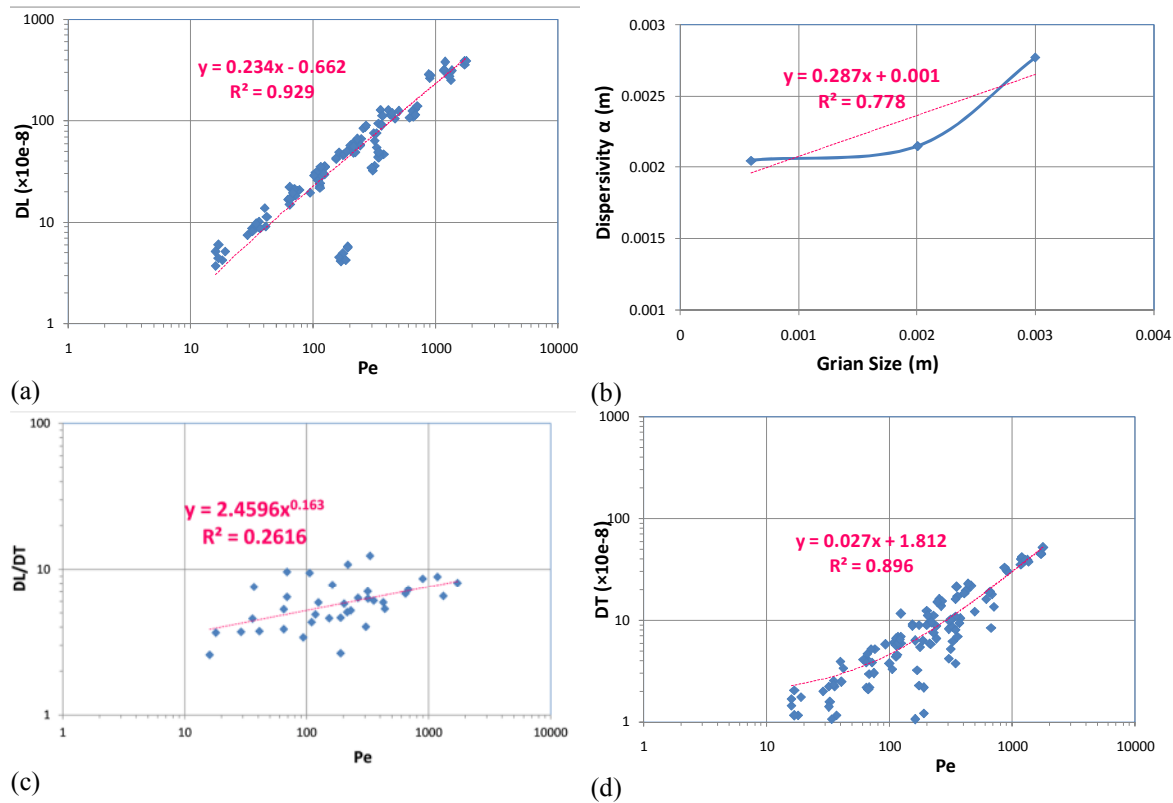 1000
100
10
1
DL (×10e-8)
y = 0.234x - 0.662
R² = 0.929
1 10 100 1000 10000
Pe
(a)
0.003
0.0025
0.002
0.0015
0.001
Dispersivity α (m)
y = 0.287x + 0.001
R² = 0.778
0 0.001 0.002 0.003 0.004
Grian Size (m)
(b)
100
10
1
DL/DT
y = 2.4596x^0.163
R² = 0.2616
1 10 100 1000 10000
Pe
(c)
1000
100
10
1
DT (×10e-8)
y = 0.027x + 1.812
R² = 0.896
1 10 100 1000 10000
Pe
(d)